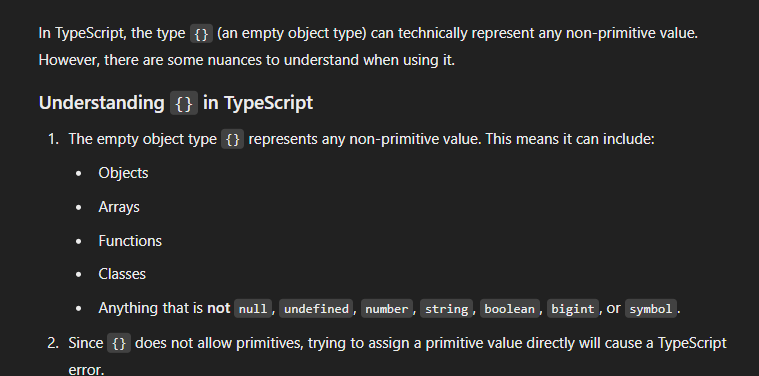 In TypeScript, the type {} (an empty object type) can technically represent any non-primitive value.
However, there are some nuances to understand when using it.
Understanding {} in TypeScript
1. The empty object type {} represents any non-primitive value. This means it can include:
• Objects
• Arrays
• Functions
• Classes
• Anything that is not null, undefined, number, string, boolean, bigint, or symbol.
2. Since {} does not allow primitives, trying to assign a primitive value directly will cause a TypeScript
error.